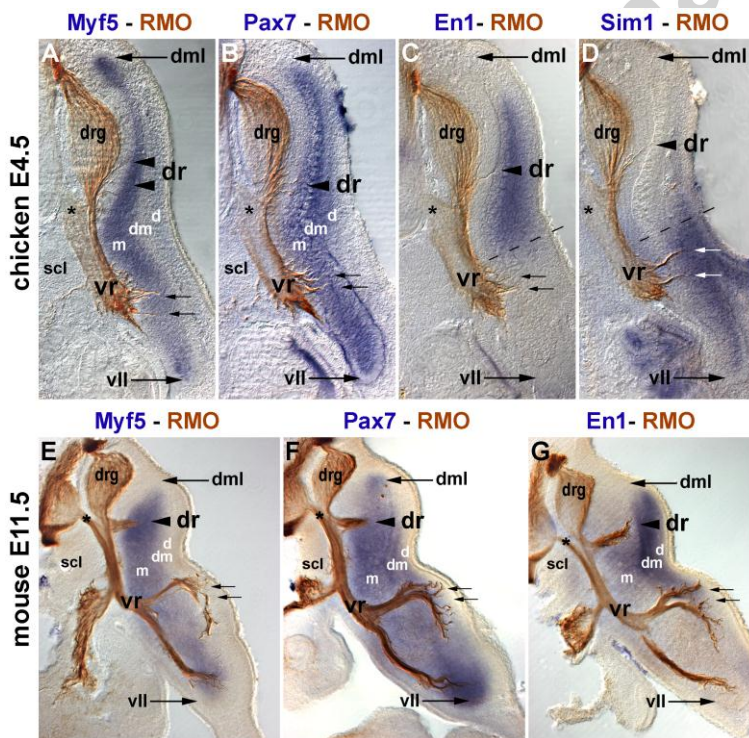 Myf5 - RMO
Pax7 - RMO
En1- RMO
Sim1 - RMO
chicken E4.5
A
dml
drg
dr
*
d
dm
m
scl
vr
vll
B
dml
drg
dr
*
d
dm
m
scl
vr
vll
C
dml
drg
dr
*
vr
vll
D
dml
drg
dr
*
scl
vr
vll
Myf5 - RMO
Pax7 - RMO
En1- RMO
mouse E11.5
E
dml
drg
*
dr
d
dm
m
scl
vr
vll
F
dml
drg
*
dr
d
dm
m
scl
vr
vll
G
dml
drg
dr
*
d
dm
m
scl
vr
vll